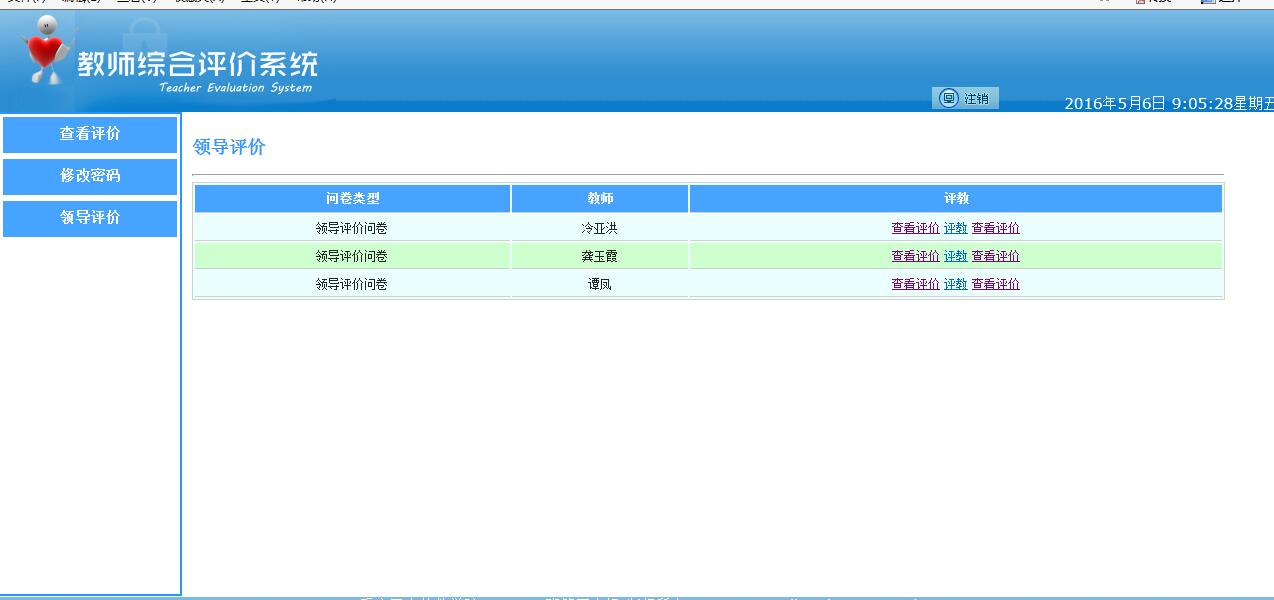 教师综合评价系统
Teacher Evaluation System
注销
2016年5月6日 9:05:28星期五
查看评价
修改密码
领导评价
领导评价
问卷类型 教师 评教
领导评价问卷 冷亚洪 查看评价 评教 查看评价
领导评价问卷 龚玉霞 查看评价 评教 查看评价
领导评价问卷 谭凤 查看评价 评教 查看评价